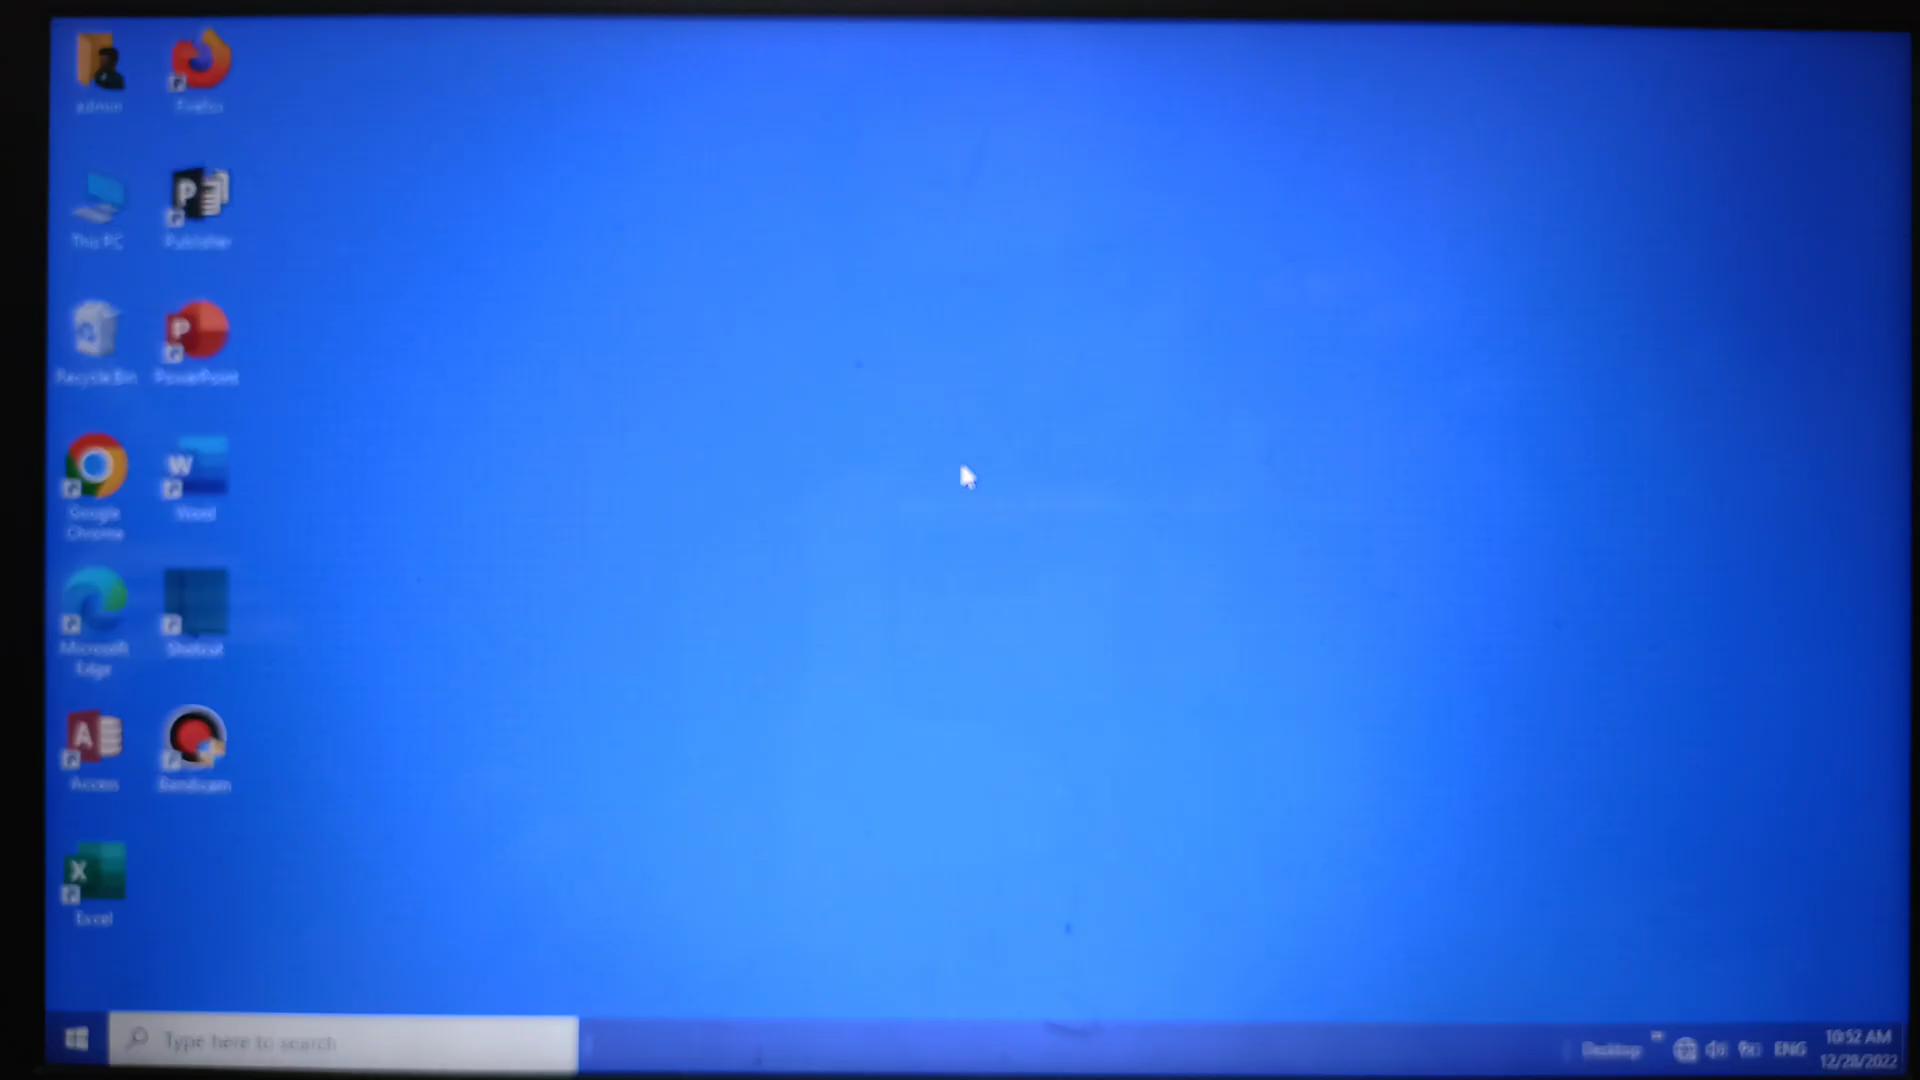 admin
Firefox
This PC
Publisher
Recycle Bin
PowerPoint
Google
Chrome
Word
Microsoft
Edge
Shotcut
Access
Bandicam
Excel
Type here to search
Desktop
ENG
10:52 AM
12/28/2022